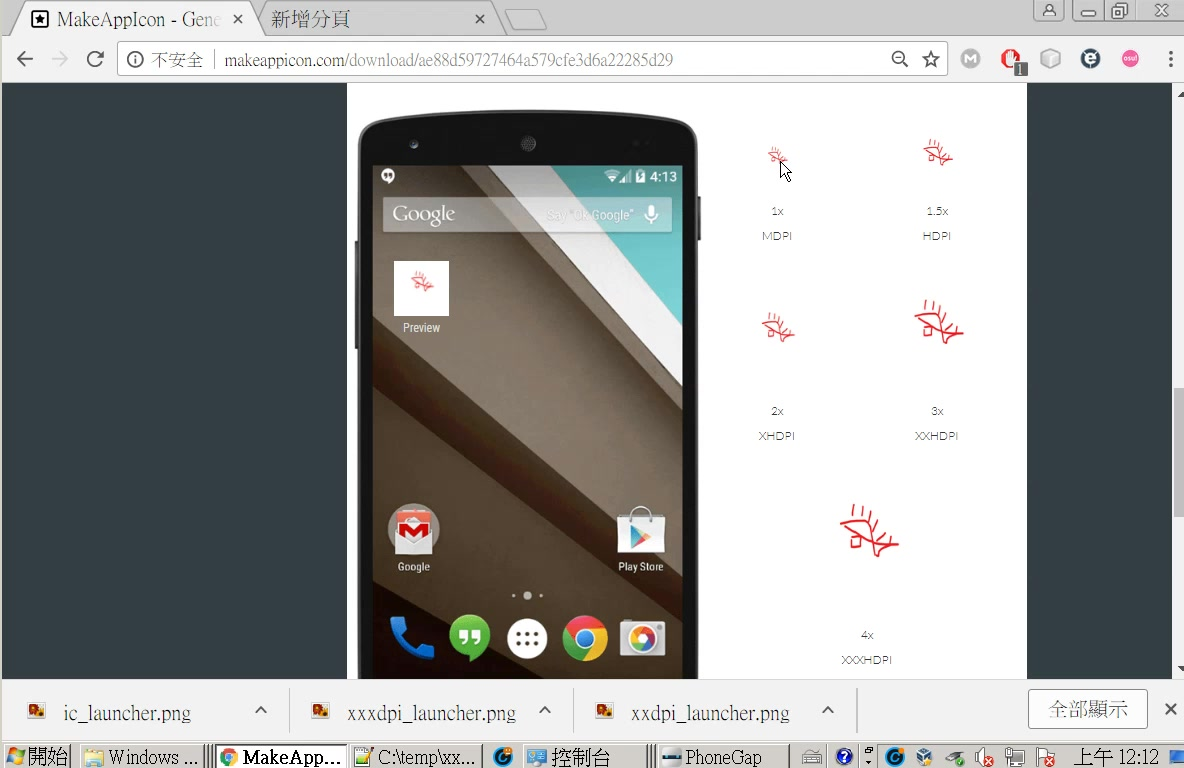 MakeAppIcon - Gene
新增分頁
不安全
makeappicon.com/download/ae88d59727464a579cfe3d6a22285d29
1
osu!
4:13
Google
Say "Ok Google"
Preview
Google
Play Store
1x
MDPI
1.5x
HDPI
2x
XHDPI
3x
XXHDPI
4x
XXXHDPI
ic_launcher.png
xxxdpi_launcher.png
xxdpi_launcher.png
全部顯示
開始
Windows ...
MakeApp...
C:\temp\xx...
控制台
PhoneGap
上午 12:12